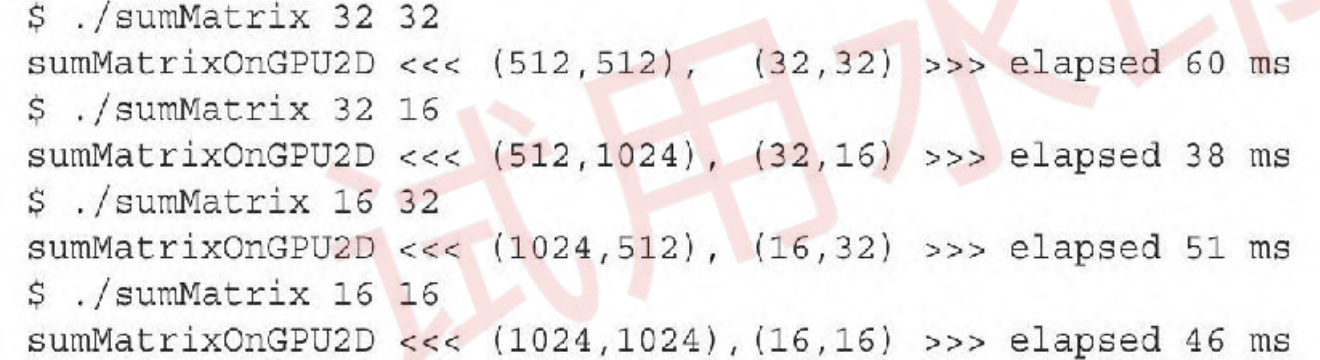 $ ./sumMatrix 32 32
sumMatrixOnGPU2D <<< (512,512),  (32,32) >>> elapsed 60 ms
$ ./sumMatrix 32 16
sumMatrixOnGPU2D <<< (512,1024), (32,16) >>> elapsed 38 ms
$ ./sumMatrix 16 32
sumMatrixOnGPU2D <<< (1024,512), (16,32) >>> elapsed 51 ms
$ ./sumMatrix 16 16
sumMatrixOnGPU2D <<< (1024,1024),(16,16) >>> elapsed 46 ms
试用水印